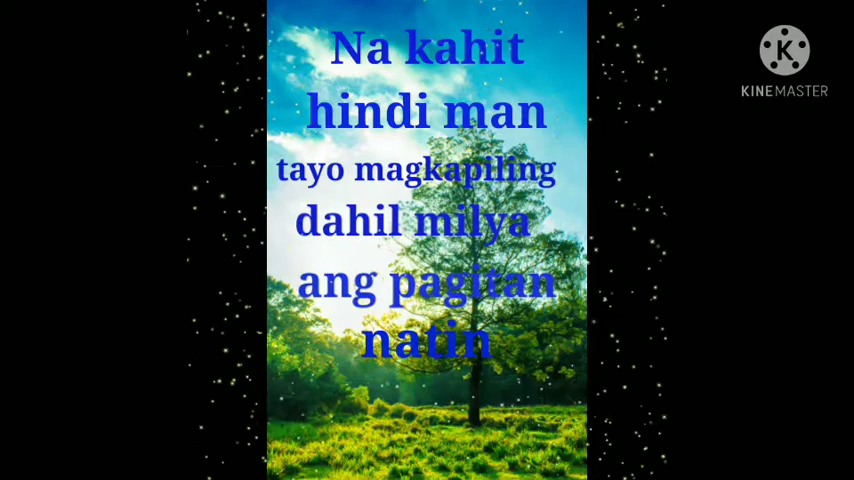 Na kahit
hindi man
tayo magkapiling
dahil milya
ang pagitan
natin
K
KINEMASTER